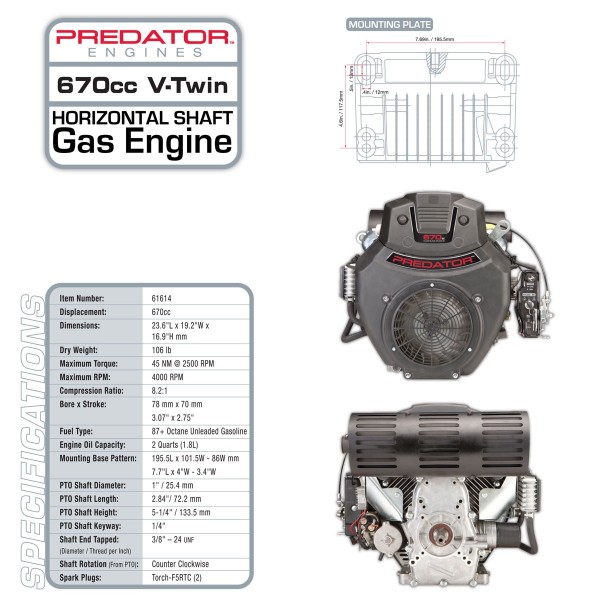 PREDATOR™
ENGINES
670cc V-Twin
HORIZONTAL SHAFT
Gas Engine
MOUNTING PLATE
7.69in. / 195.5mm
.3in. / 10mm
.4in. / 12mm
4.6in. / 117.5mm
670cc
PREDATOR
SPECIFICATIONS
Item Number: 61614
Displacement: 670cc
Dimensions: 23.6"L x 19.2"W x
16.9"H mm
Dry Weight: 106 lb
Maximum Torque: 45 NM @ 2500 RPM
Maximum RPM: 4000 RPM
Compression Ratio: 8.2:1
Bore x Stroke: 78 mm x 70 mm
3.07" x 2.75"
Fuel Type: 87+ Octane Unleaded Gasoline
Engine Oil Capacity: 2 Quarts (1.8L)
Mounting Base Pattern: 195.5L x 101.5W - 86W mm
7.7"L x 4"W - 3.4"W
PTO Shaft Diameter: 1" / 25.4 mm
PTO Shaft Length: 2.84"/ 72.2 mm
PTO Shaft Height: 5-1/4" / 133.5 mm
PTO Shaft Keyway: 1/4"
Shaft End Tapped: 3/8" – 24 UNF
(Diameter / Thread per Inch)
Shaft Rotation (From PTO): Counter Clockwise
Spark Plugs: Torch-F5RTC (2)